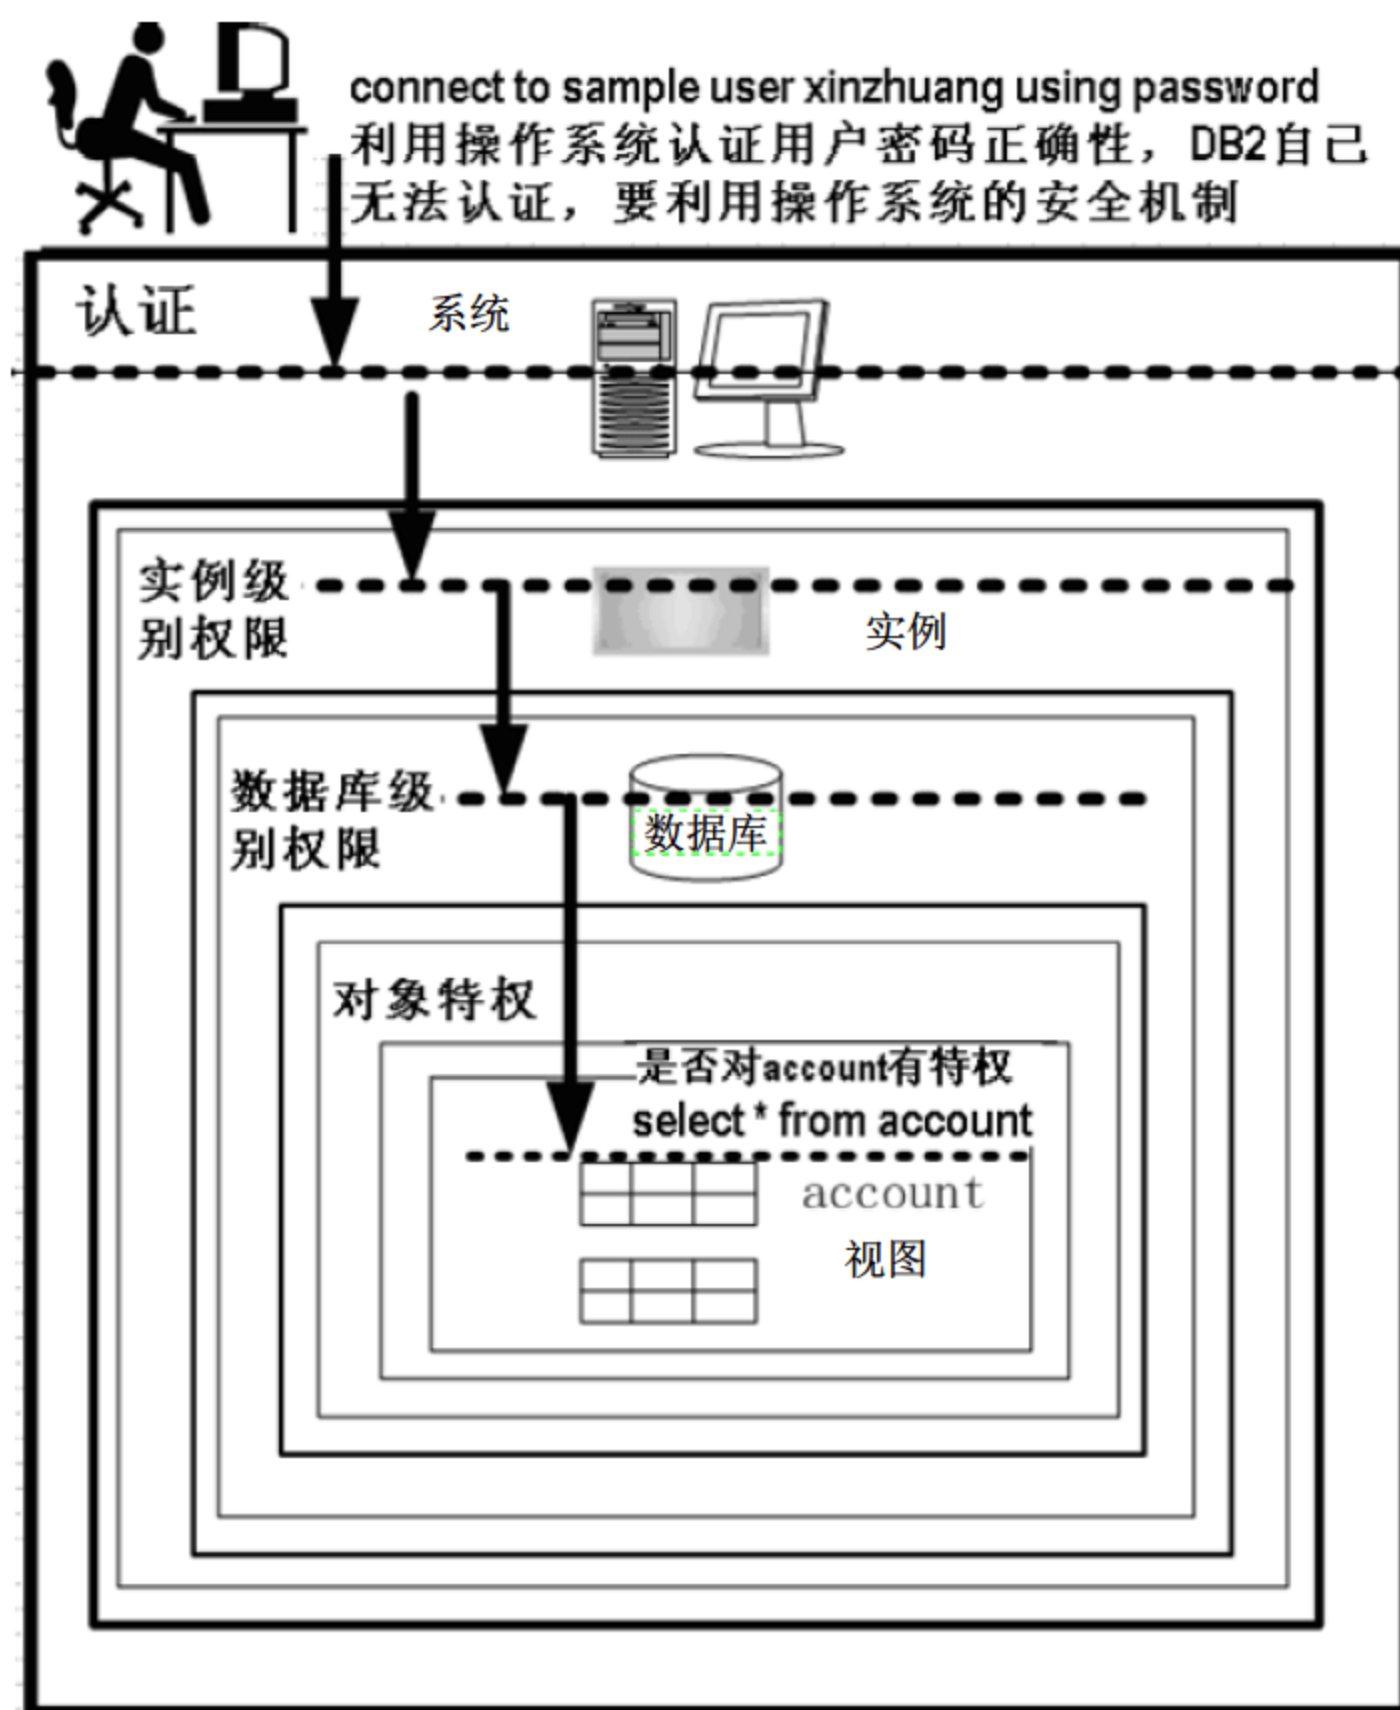 connect to sample user xinzhuang using password
利用操作系统认证用户密码正确性，DB2自己
无法认证，要利用操作系统的安全机制
认证
系统
实例级
别权限
实例
数据库级
别权限
数据库
对象特权
是否对account有特权
select * from account
account
视图